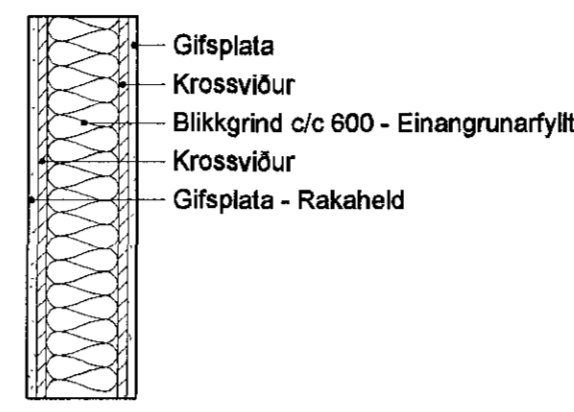 Gifsplata
Krossviður
Blikkgrind c/c 600 - Einangrunarfyllt
Krossviður
Gifsplata - Rakaheld